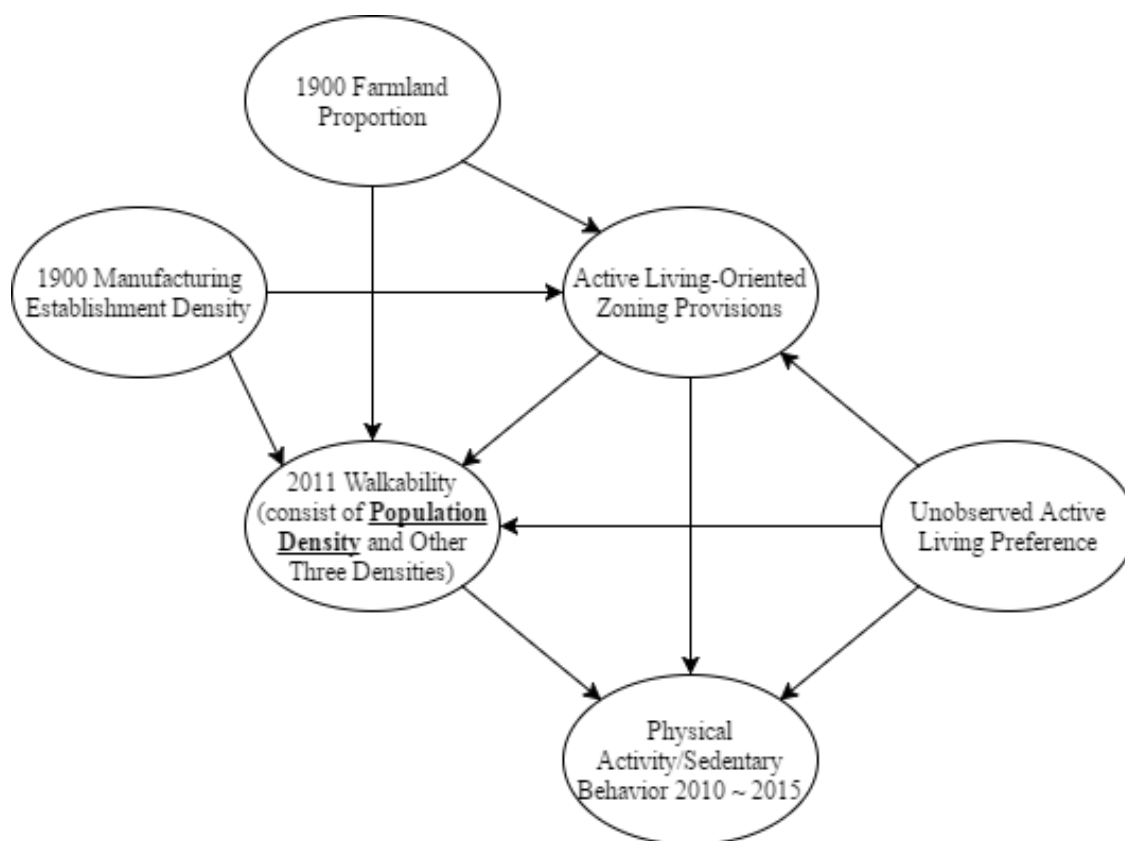 1900 Farmland
Proportion
1900 Manufacturing
Establishment Density
Active Living-Oriented
Zoning Provisions
2011 Walkability
(consist of Population
Density and Other
Three Densities)
Unobserved Active
Living Preference
Physical
Activity/Sedentary
Behavior 2010 ~ 2015